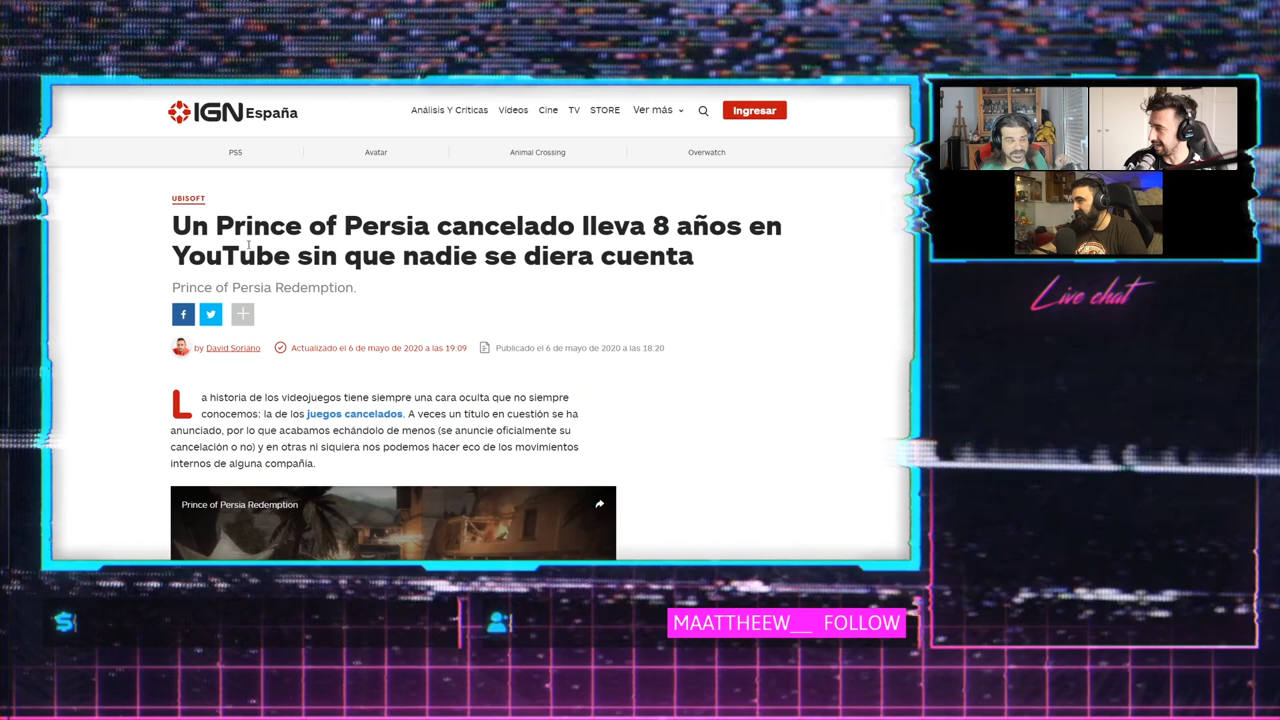 IGN España
Análisis Y Críticas Vídeos Cine TV STORE Ver más Ingresar
PS5 Avatar Animal Crossing Overwatch
UBISOFT
Un Prince of Persia cancelado lleva 8 años en
YouTube sin que nadie se diera cuenta
Prince of Persia Redemption.
by David Soriano Actualizado el 6 de mayo de 2020 a las 19:09 Publicado el 6 de mayo de 2020 a las 18:20
La historia de los videojuegos tiene siempre una cara oculta que no siempre
conocemos: la de los juegos cancelados. A veces un título en cuestión se ha
anunciado, por lo que acabamos echándolo de menos (se anuncie oficialmente su
cancelación o no) y en otras ni siquiera nos podemos hacer eco de los movimientos
internos de alguna compañía.
Prince of Persia Redemption
Live chat
MAATTHEEW__ FOLLOW